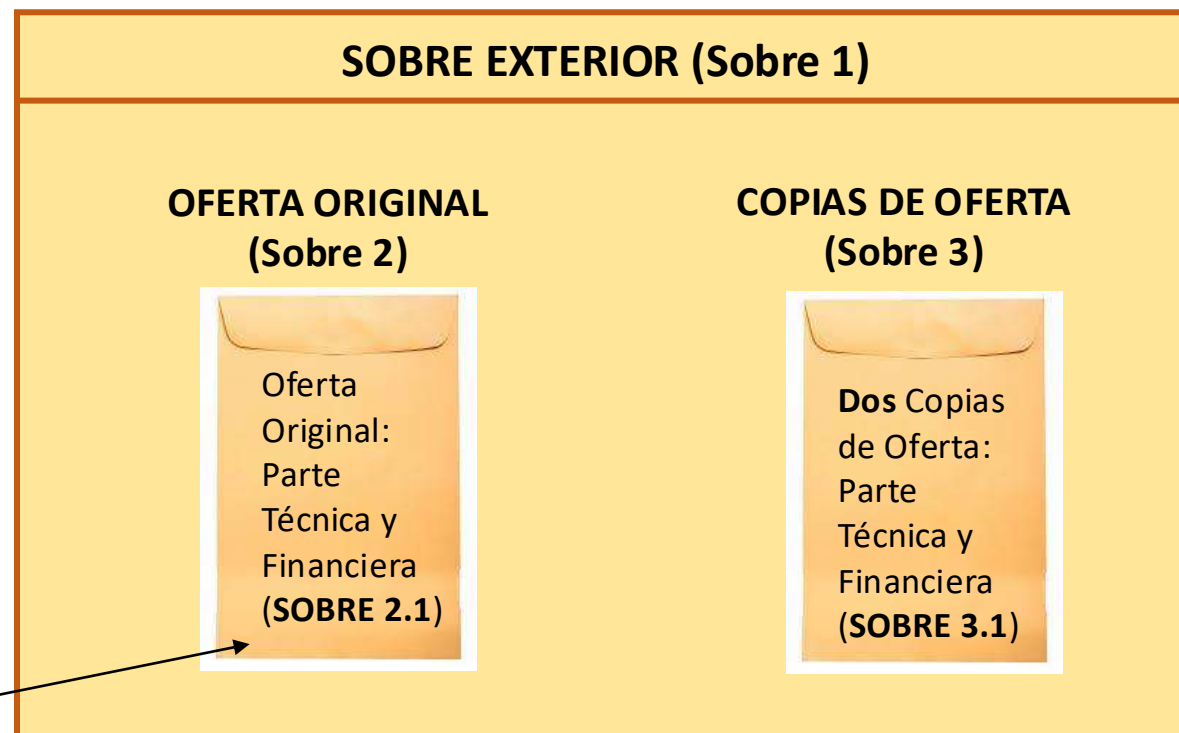 SOBRE EXTERIOR (Sobre 1)
OFERTA ORIGINAL
(Sobre 2)
Oferta
Original:
Parte
Técnica y
Financiera
(SOBRE 2.1)
COPIAS DE OFERTA
(Sobre 3)
Dos Copias
de Oferta:
Parte
Técnica y
Financiera
(SOBRE 3.1)